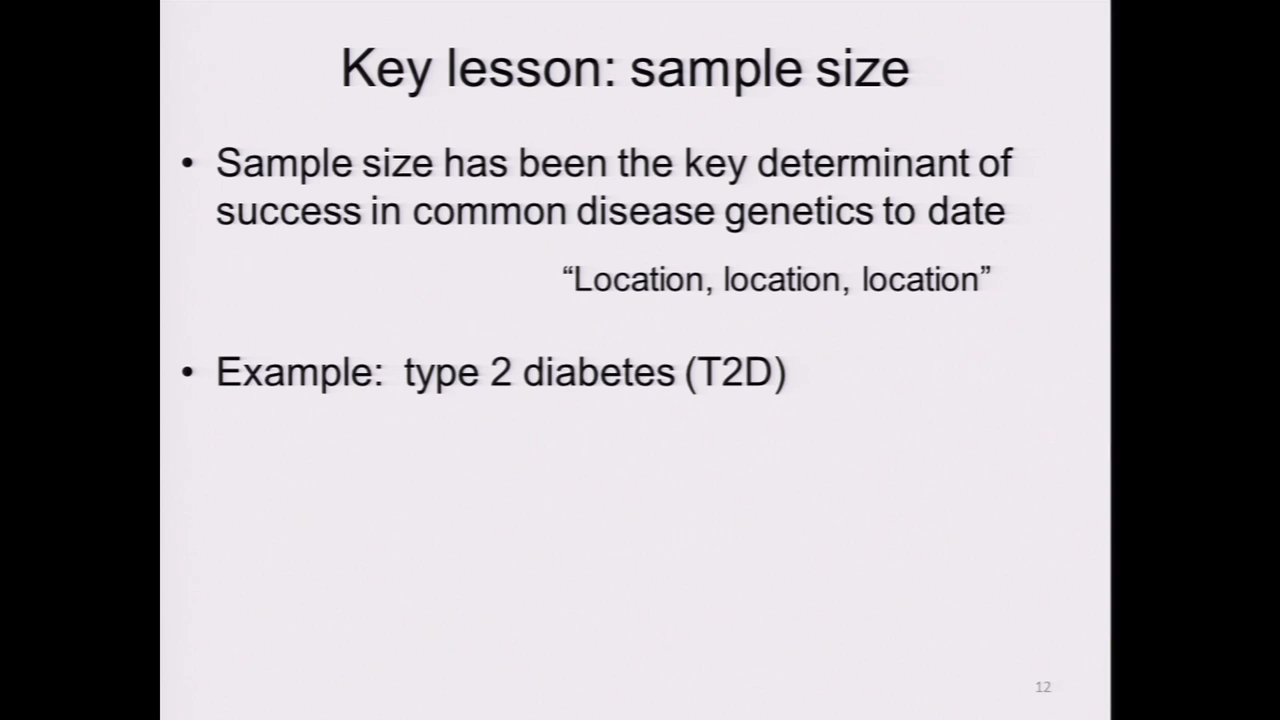 Key lesson: sample size
• Sample size has been the key determinant of
success in common disease genetics to date
“Location, location, location”
• Example: type 2 diabetes (T2D)
12